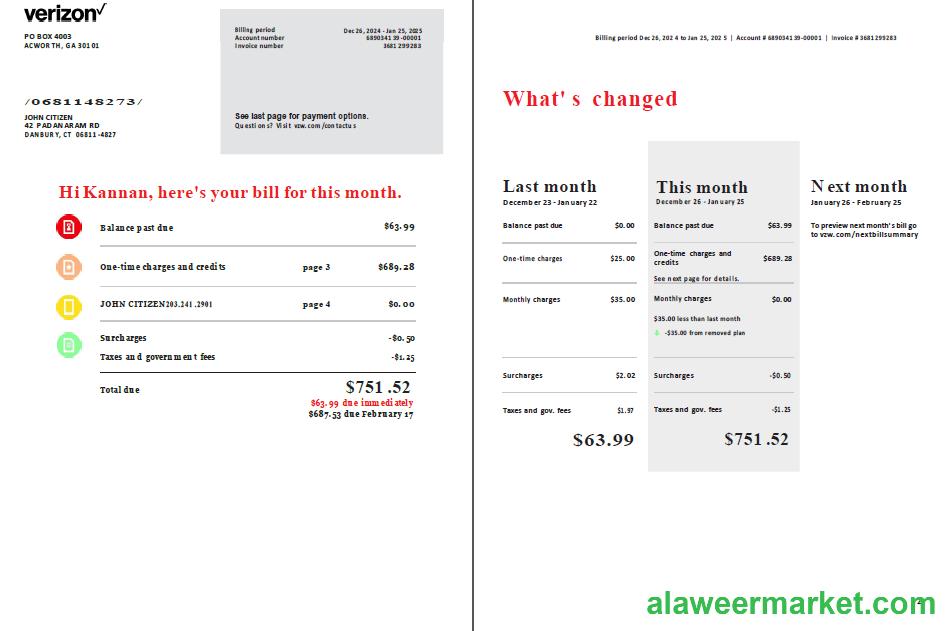 verizon✓
PO BOX 4003
ACWORTH, GA 30101
Billing period Dec 26, 2024 - Jan 25, 2025
Account number 689034139-00001
Invoice number 3681299283
/0681148273/
JOHN CITIZEN
42 PADANARAM RD
DANBURY, CT 06811-4827
See last page for payment options.
Questions? Visit vzw.com/contactus
Hi Kannan, here's your bill for this month.
Balance past due $63.99
One-time charges and credits page 3 $689.28
JOHN CITIZEN203.241.2901 page 4 $0.00
Surcharges -$0.50
Taxes and government fees -$1.25
Total due $751.52
$63.99 due immediately
$687.53 due February 17
Billing period Dec 26, 2024 to Jan 25, 2025 | Account # 689034139-00001 | Invoice # 3681299283
What's changed
Last month
December 23 - January 22
Balance past due $0.00
One-time charges $25.00
Monthly charges $35.00
Surcharges $2.02
Taxes and gov. fees $1.97
$63.99
This month
December 26 - January 25
Balance past due $63.99
One-time charges and
credits $689.28
See next page for details.
Monthly charges $0.00
$35.00 less than last month
-$35.00 from removed plan
Surcharges -$0.50
Taxes and gov. fees -$1.25
$751.52
Next month
January 26 - February 25
To preview next month's bill go
to vzw.com/nextbillsummary
alaweermarket.com